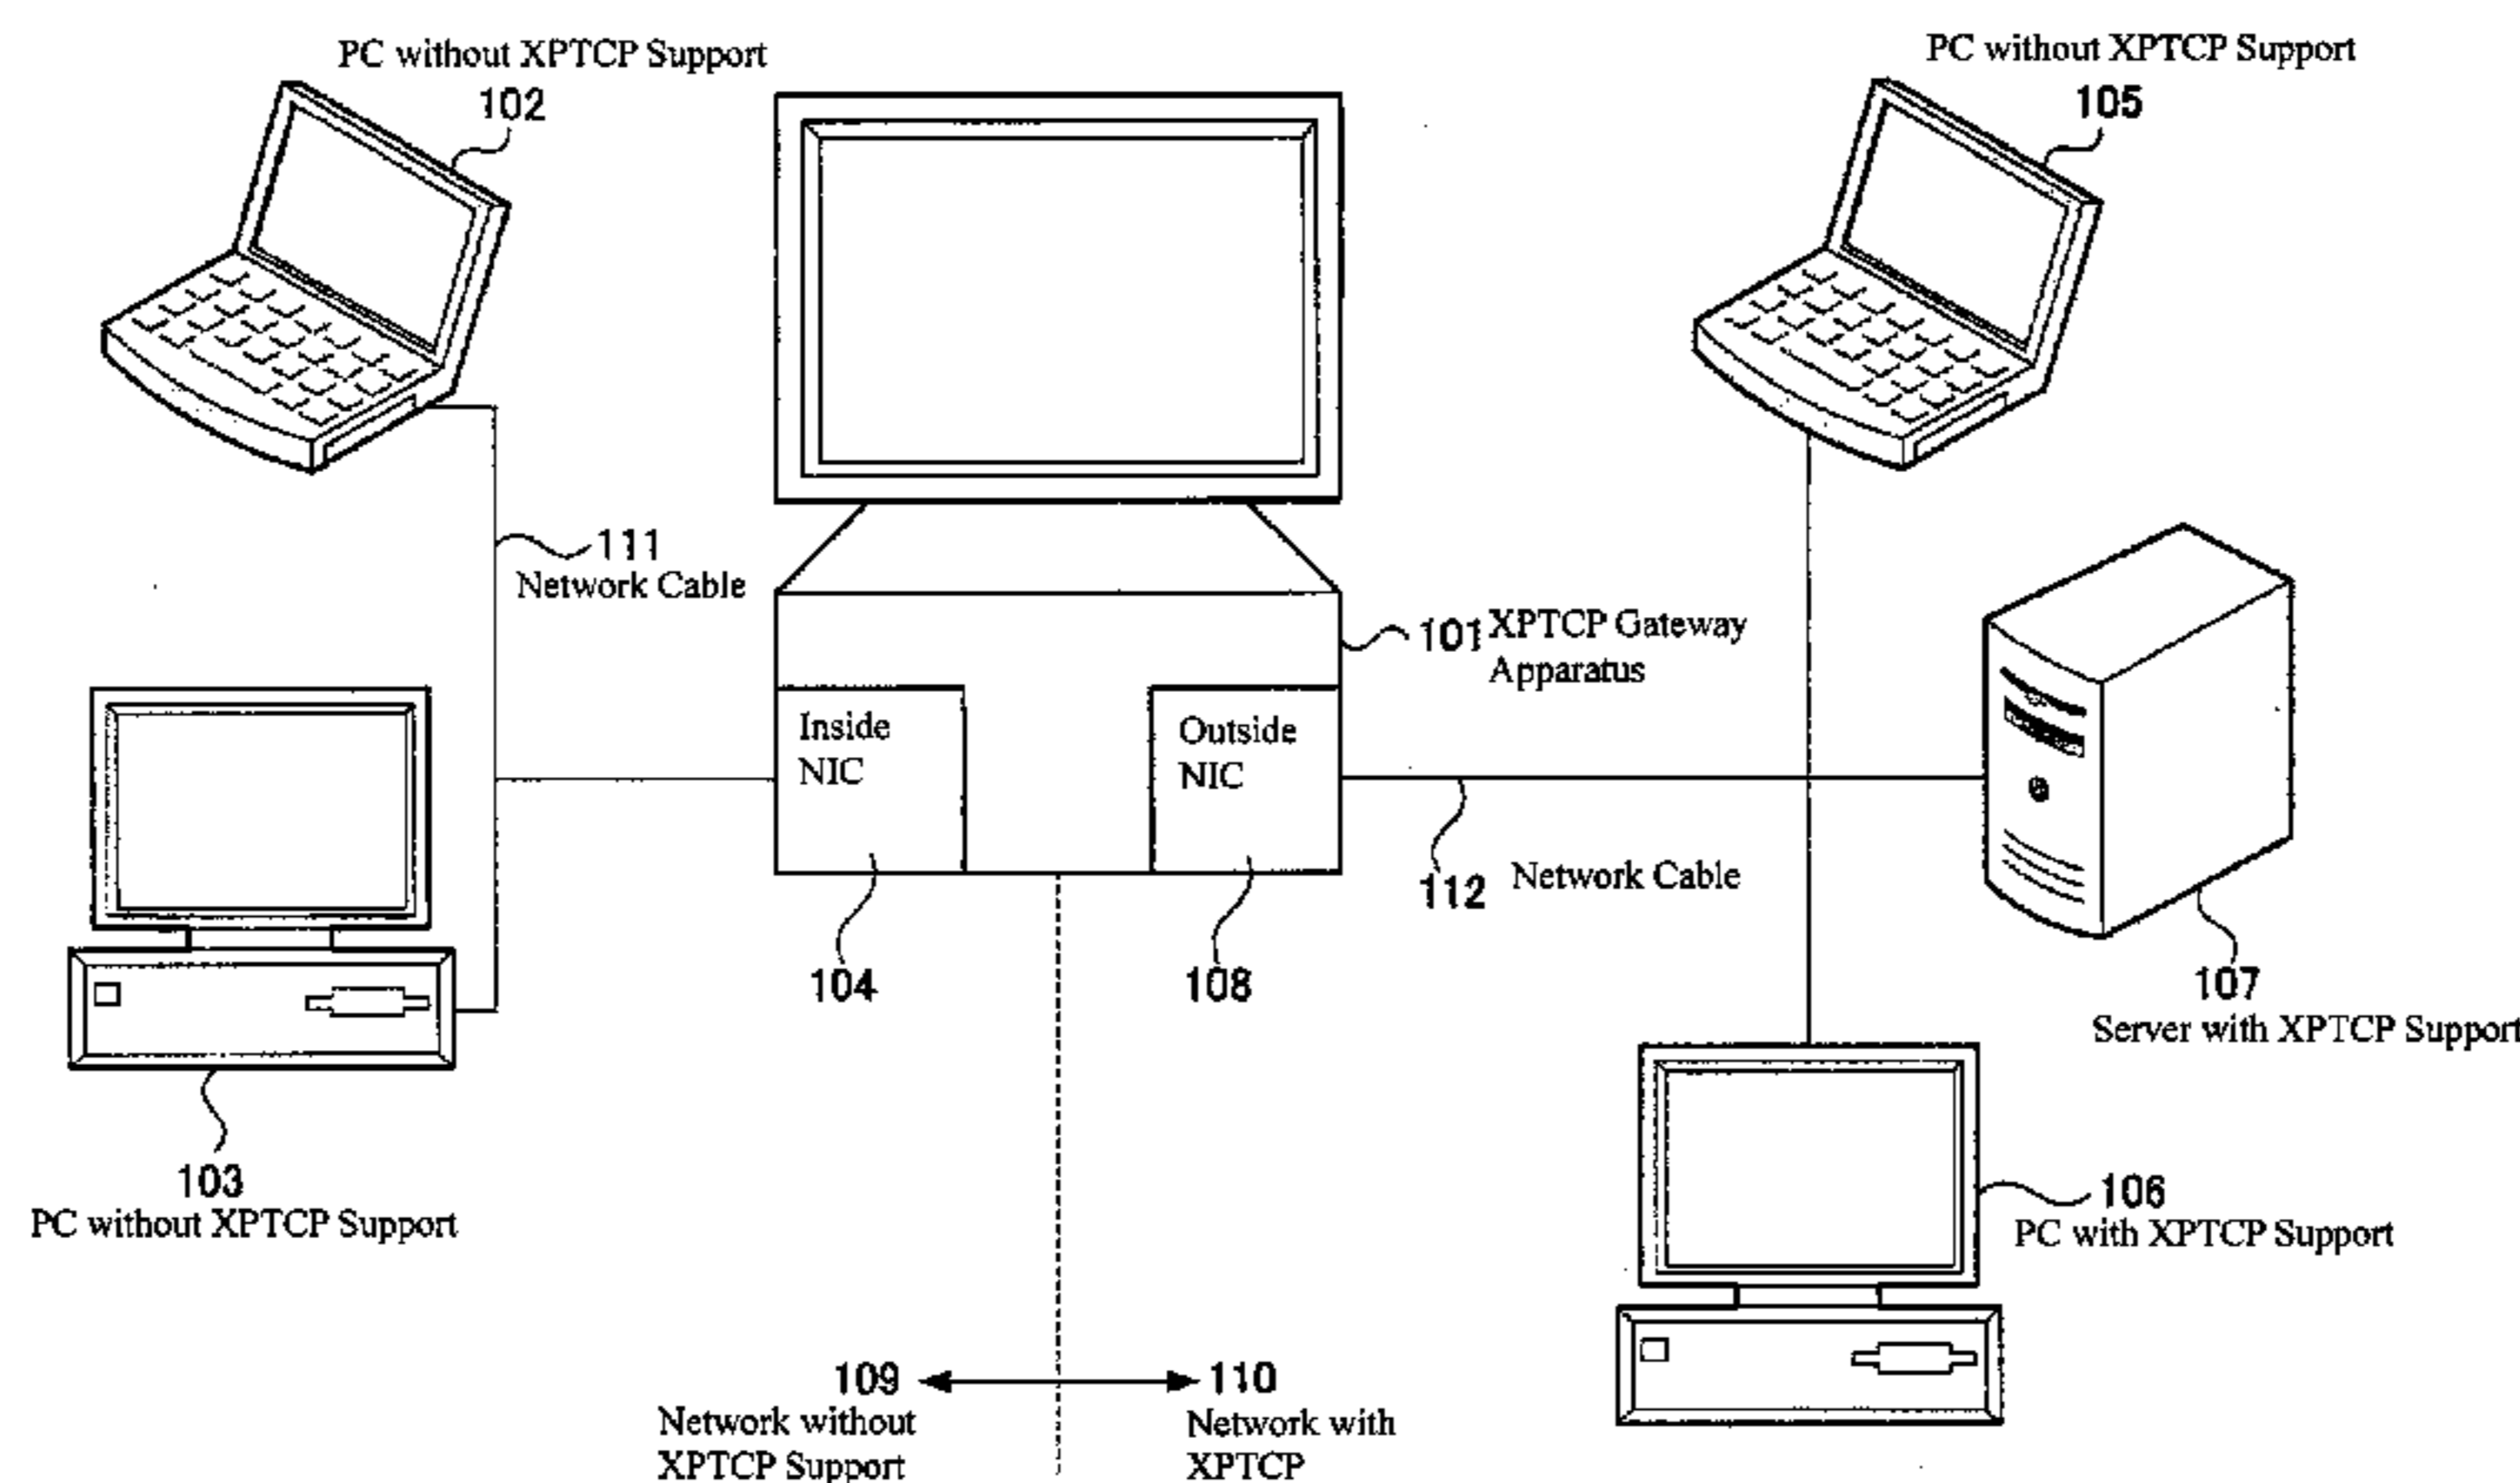 PC without XPTCP Support
102
PC without XPTCP Support
105
111
Network Cable
101 XPTCP Gateway
Apparatus
Inside
NIC
Outside
NIC
112 Network Cable
104
108
107
Server with XPTCP Support
103
PC without XPTCP Support
106
PC with XPTCP Support
109
Network without
XPTCP Support
110
Network with
XPTCP